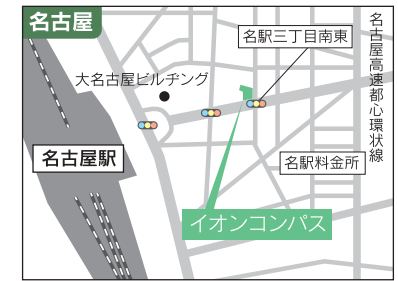 名古屋
名駅三丁目南東
大名古屋ビルヂング
名古屋高速都心環状線
名古屋駅
名駅料金所
イオンコンパス